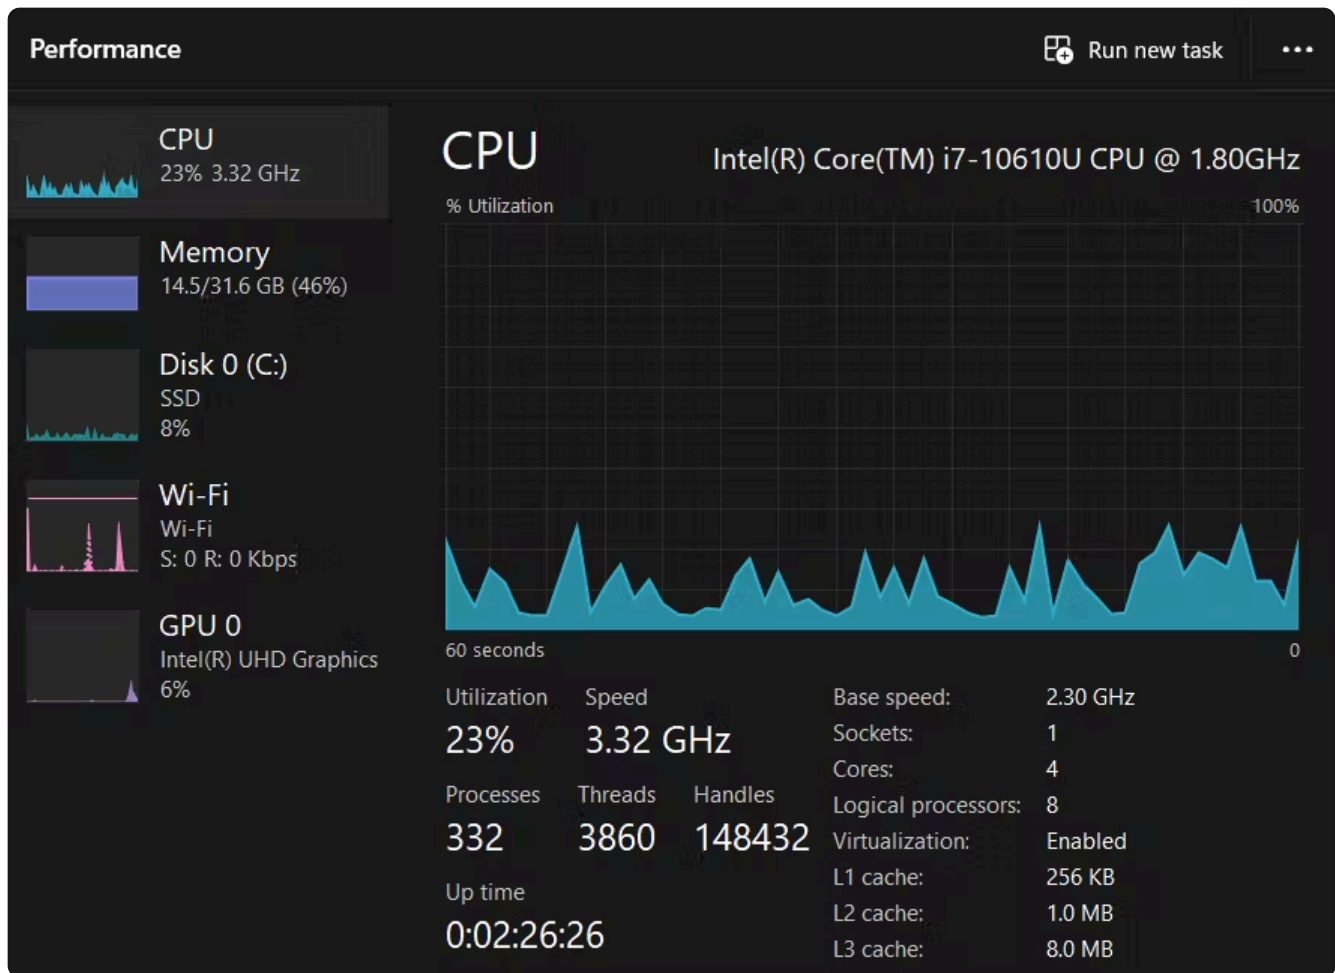 Performance
Run new task
CPU
23% 3.32 GHz
Memory
14.5/31.6 GB (46%)
Disk 0 (C:)
SSD
8%
Wi-Fi
Wi-Fi
S: 0 R: 0 Kbps
GPU 0
Intel(R) UHD Graphics
6%
CPU
Intel(R) Core(TM) i7-10610U CPU @ 1.80GHz
% Utilization
100%
60 seconds
0
Utilization
Speed
23%
3.32 GHz
Processes
Threads
Handles
332
3860
148432
Up time
0:02:26:26
Base speed: 2.30 GHz
Sockets: 1
Cores: 4
Logical processors: 8
Virtualization: Enabled
L1 cache: 256 KB
L2 cache: 1.0 MB
L3 cache: 8.0 MB